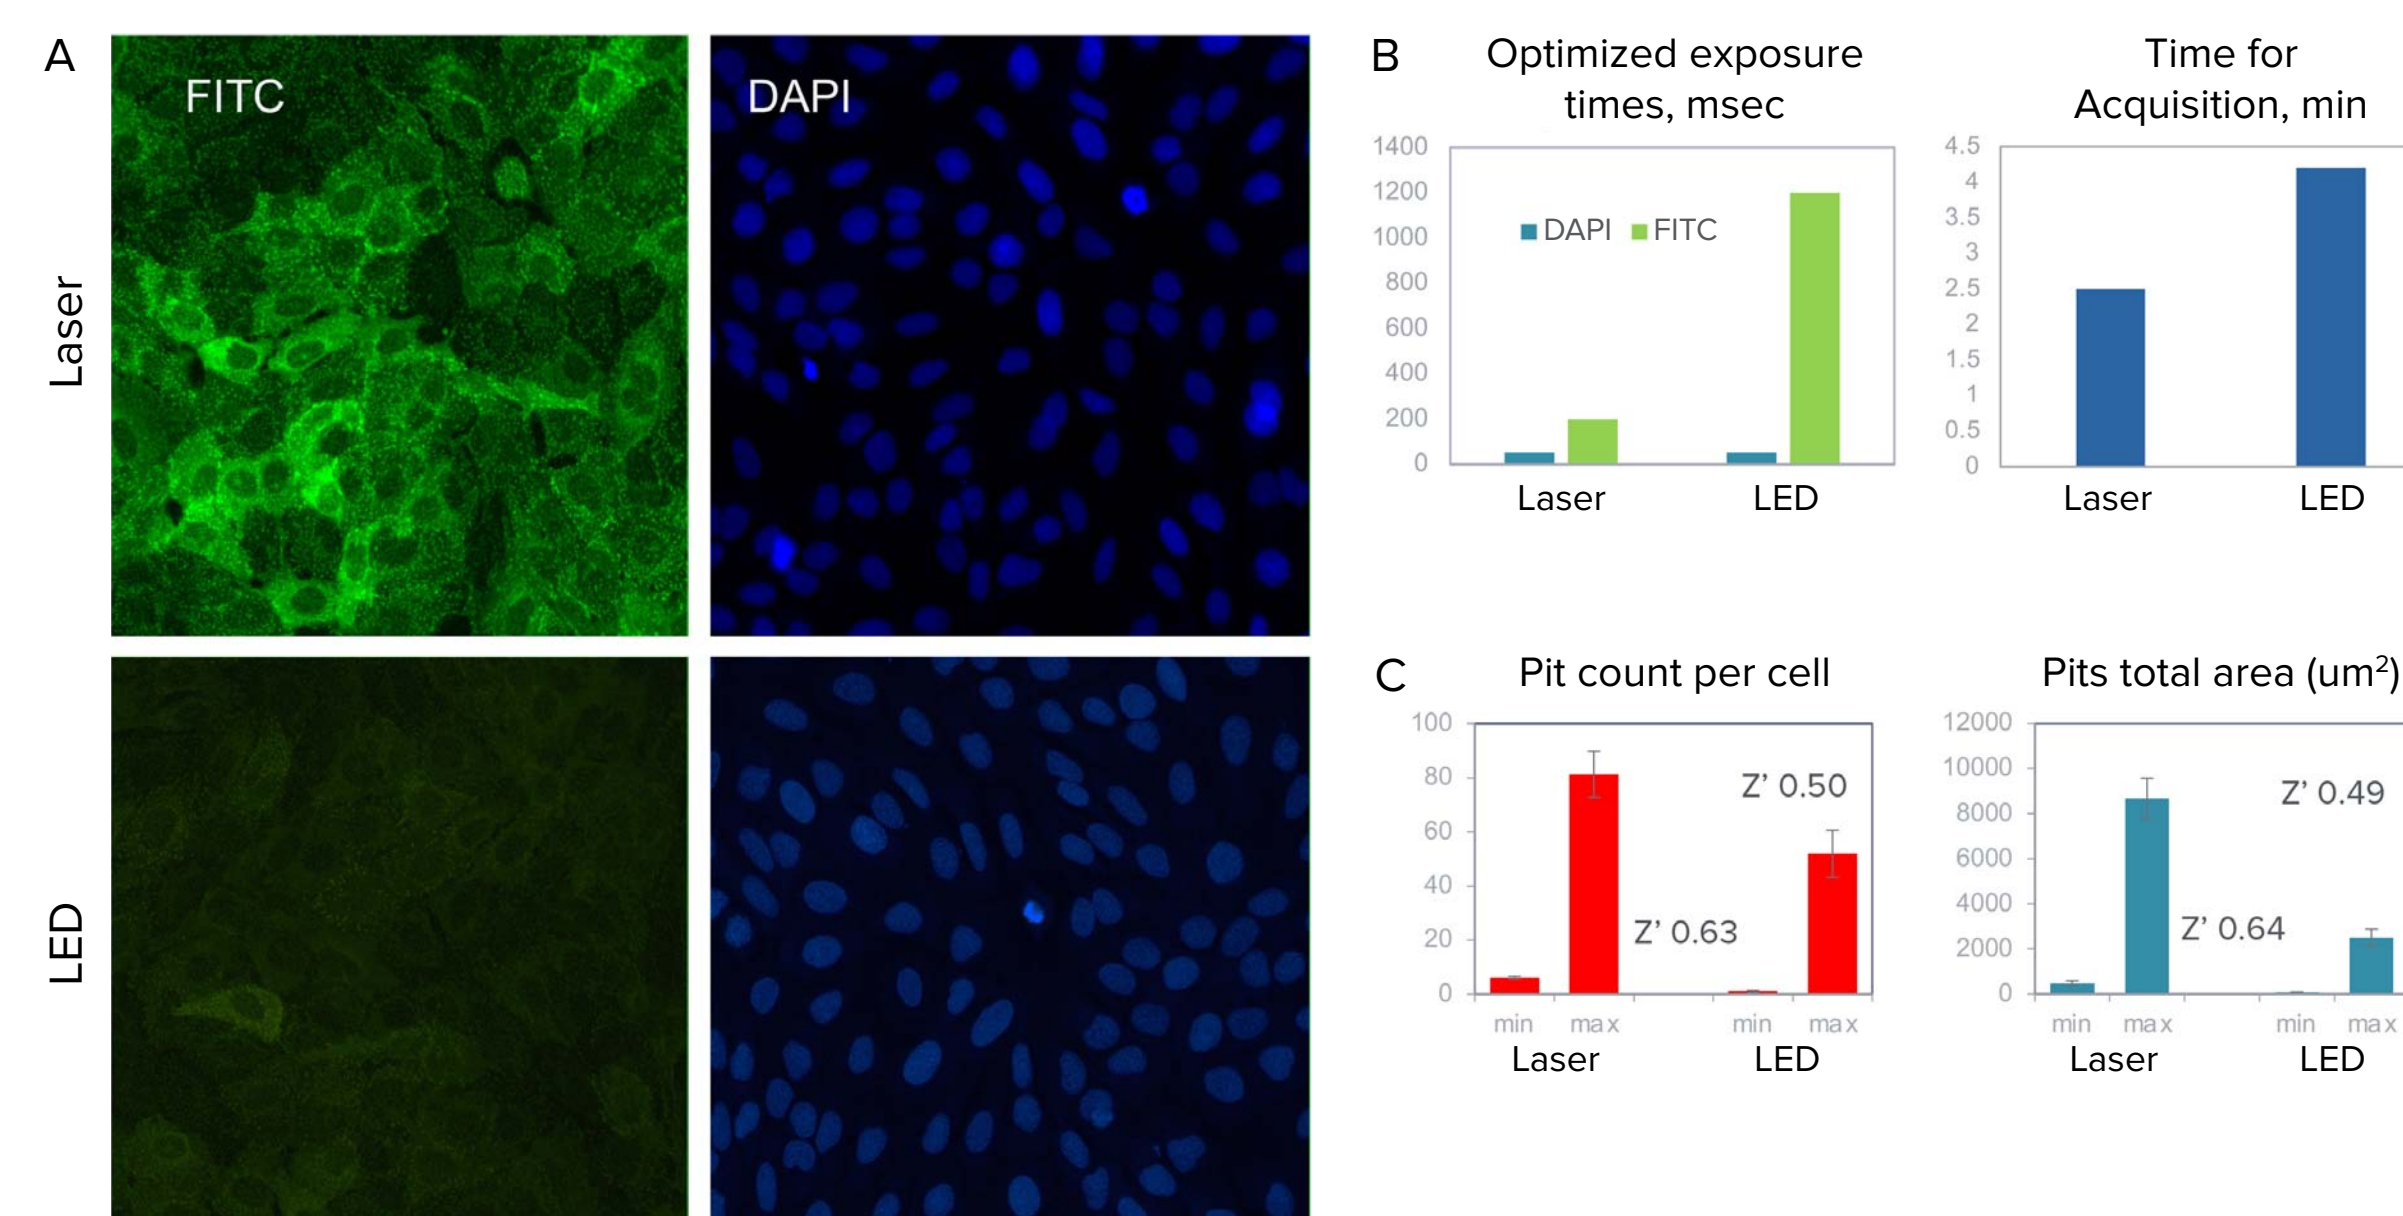 A
FITC
DAPI
Laser
LED
B
Optimized exposure
times, msec
1400
1200
1000
800
600
400
200
0
DAPI FITC
Laser LED
Time for
Acquisition, min
4.5
4
3.5
3
2.5
2
1.5
1
0.5
0
Laser LED
C
Pit count per cell
100
80
60
40
20
0
Z’ 0.50
Z’ 0.63
min max min max
Laser LED
Pits total area (um²)
12000
10000
8000
6000
4000
2000
0
Z’ 0.49
Z’ 0.64
min max min max
Laser LED